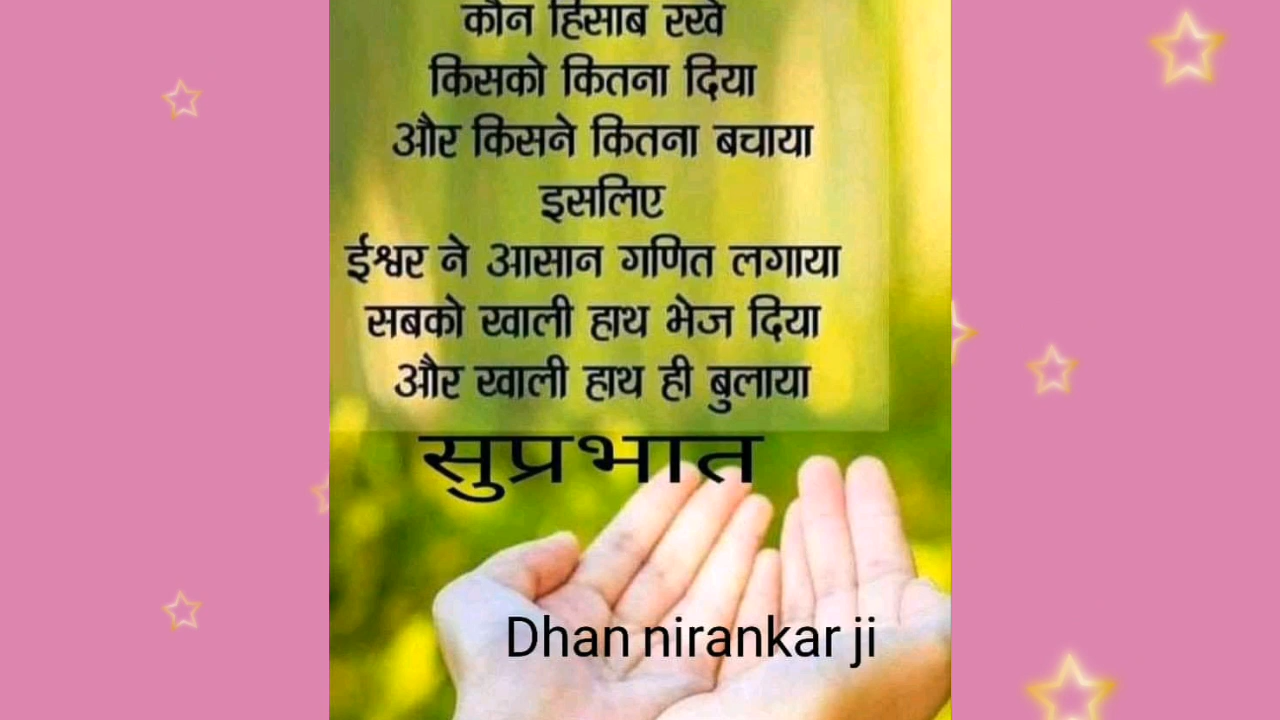 कौन हिसाब रखे
किसको कितना दिया
और किसने कितना बचाया
इसलिए
ईश्वर ने आसान गणित लगाया
सबको खाली हाथ भेज दिया
और खाली हाथ ही बुलाया
सुप्रभात
Dhan nirankar ji